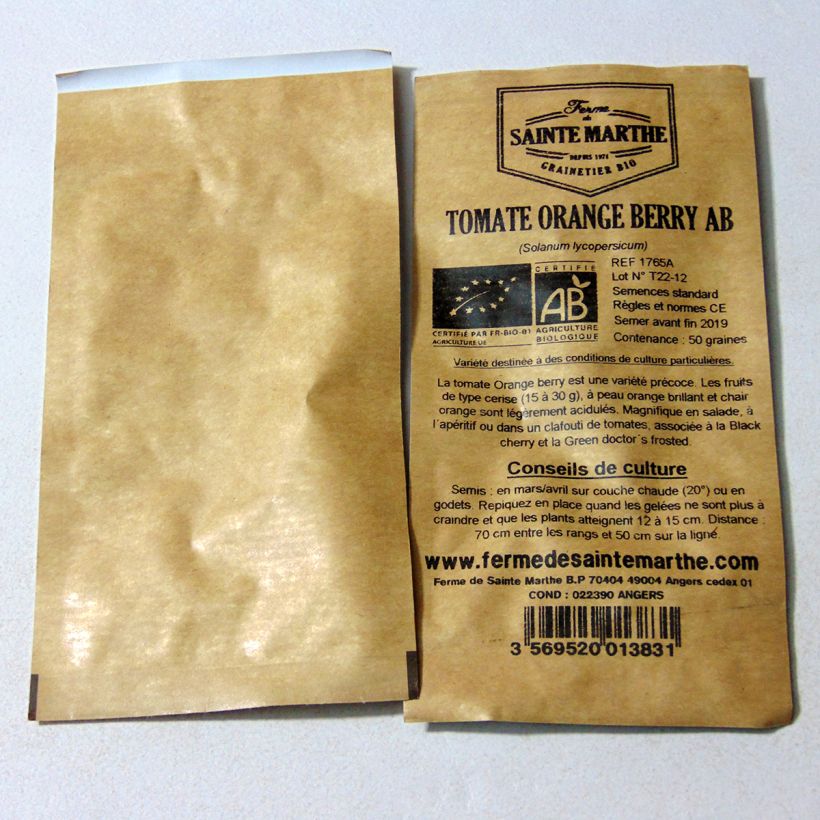 Ferme
de
SAINTE MARTHE
DEPUIS 1971
GRAINETIER BIO
TOMATE ORANGE BERRY AB
(Solanum lycopersicum)
CERTIFIÉ
AB
AGRICULTURE
BIOLOGIQUE
CERTIFIÉ PAR FR-BIO-01
AGRICULTURE UE
REF 1765A
Lot N° T22-12
Semences standard
Règles et normes CE
Semer avant fin 2019
Contenance : 50 graines
Variété destinée à des conditions de culture particulières.
La tomate Orange berry est une variété précoce. Les fruits
de type cerise (15 à 30 g), à peau orange brillant et chair
orange sont légèrement acidulés. Magnifique en salade, à
l´apéritif ou dans un clafouti de tomates, associée à la Black
cherry et la Green doctor´s frosted.
Conseils de culture
Semis : en mars/avril sur couche chaude (20°) ou en
godets. Repiquez en place quand les gelées ne sont plus à
craindre et que les plants atteignent 12 à 15 cm. Distance :
70 cm entre les rangs et 50 cm sur la ligne.
www.fermedesaintemarthe.com
Ferme de Sainte Marthe B.P 70404 49004 Angers cedex 01
COND : 022390 ANGERS
3 569520 013831